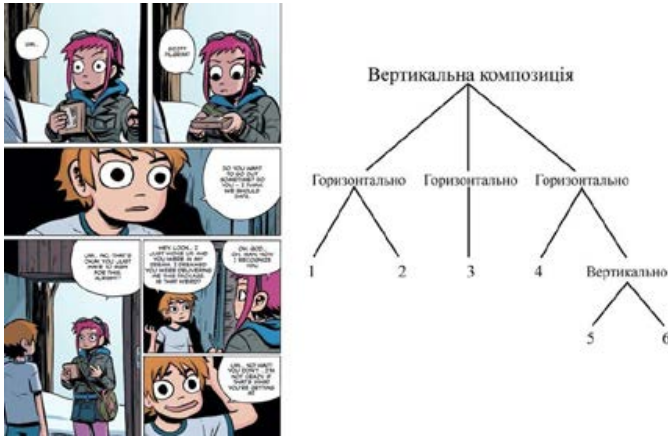 UM...
SCOTT
PILGRIM?
DO YOU WANT
TO GO OUT
SOMETIME? DO
YOU - I THINK
WE SHOULD
DATE.
UM... NO, THAT'S
OKAY. YOU JUST
HAVE TO SIGN
FOR THIS,
ALRIGHT?
HEY, LOOK... I
JUST WOKE UP, AND
YOU WERE IN MY
DREAM. I DREAMED
YOU WERE DELIVERING
ME THIS PACKAGE.
IS THAT WEIRD?
OH, GOD...
OH, MAN, NOW
I RECOGNIZE
YOU.
UM... NO! WAIT!
YOU DON'T... I'M
NOT CRAZY IF
THAT'S WHAT
YOU'RE GETTING
AT.
Вертикальна композиція
Горизонтально Горизонтально Горизонтально
1 2 3 4 Вертикально
5 6